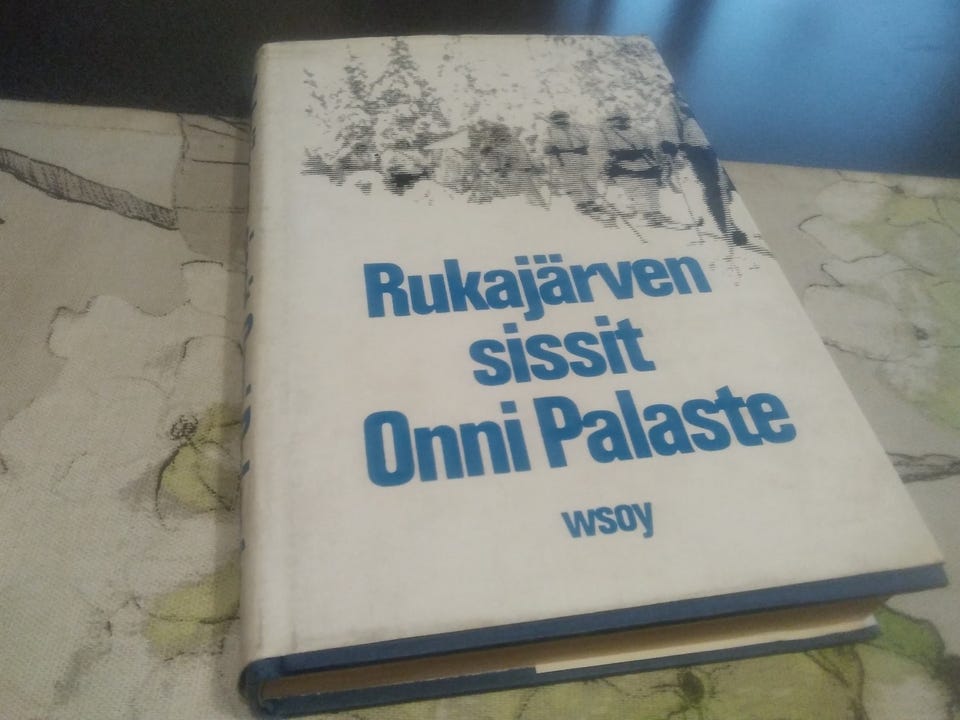 Rukajärven
sissit
Onni Palaste
wsoy